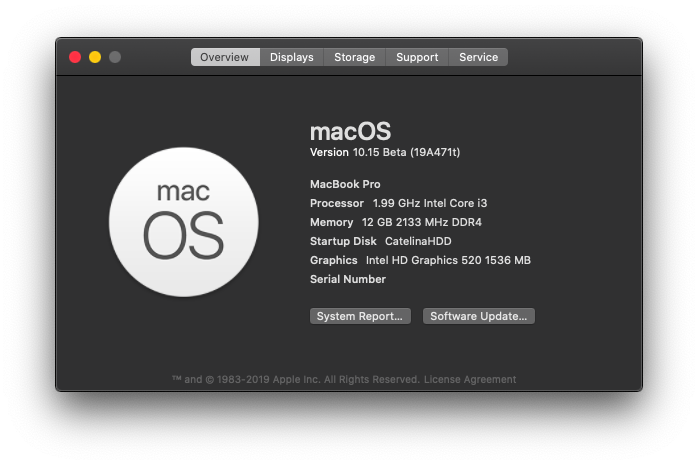 Overview Displays Storage Support Service
mac
OS
macOS
Version 10.15 Beta (19A471t)
MacBook Pro
Processor 1.99 GHz Intel Core i3
Memory 12 GB 2133 MHz DDR4
Startup Disk CatelinaHDD
Graphics Intel HD Graphics 520 1536 MB
Serial Number
System Report... Software Update...
™ and © 1983-2019 Apple Inc. All Rights Reserved. License Agreement